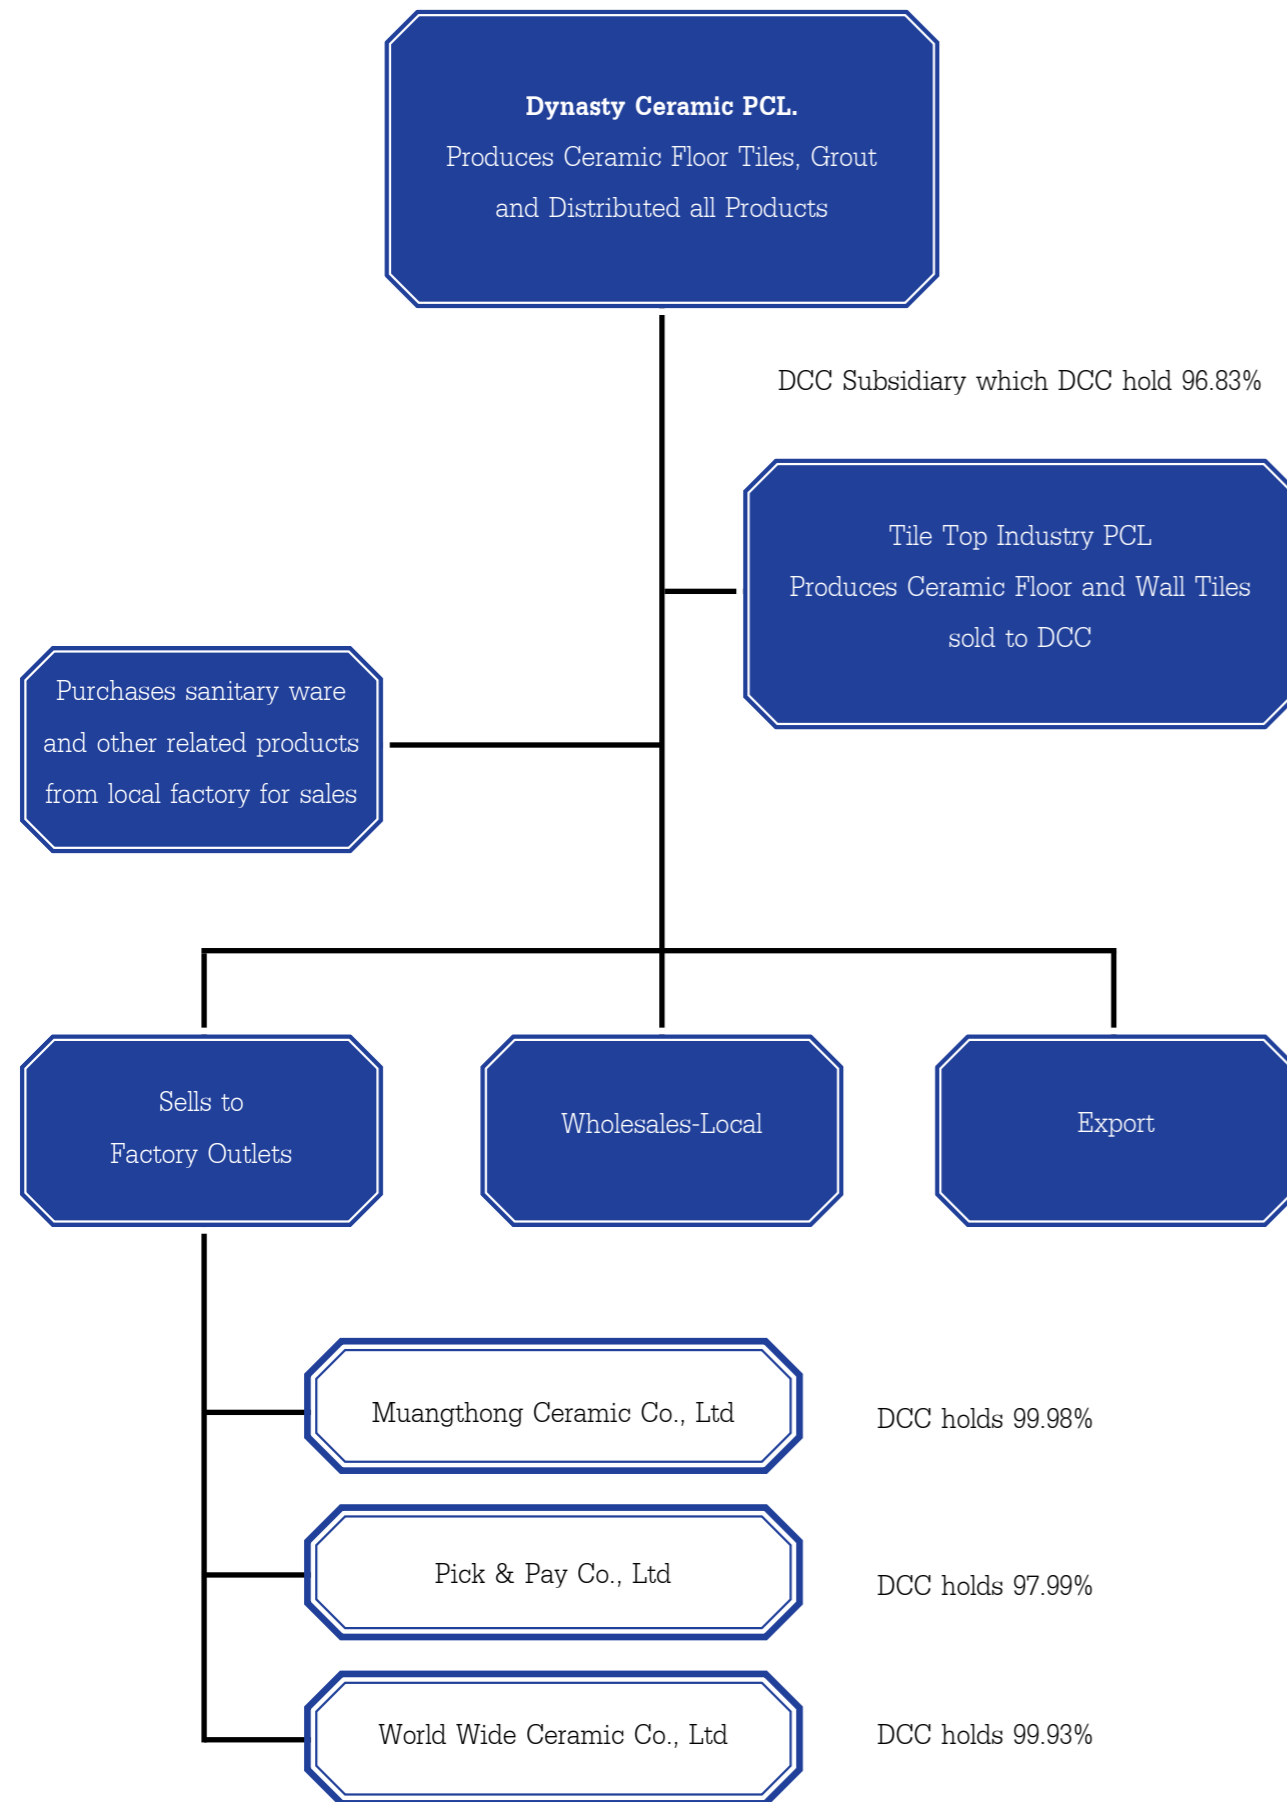 Dynasty Ceramic PCL.
Produces Ceramic Floor Tiles, Grout
and Distributed all Products
DCC Subsidiary which DCC hold 96.83%
Tile Top Industry PCL
Produces Ceramic Floor and Wall Tiles
sold to DCC
Purchases sanitary ware
and other related products
from local factory for sales
Sells to
Factory Outlets
Wholesales-Local
Export
Muangthong Ceramic Co., Ltd
DCC holds 99.98%
Pick & Pay Co., Ltd
DCC holds 97.99%
World Wide Ceramic Co., Ltd
DCC holds 99.93%